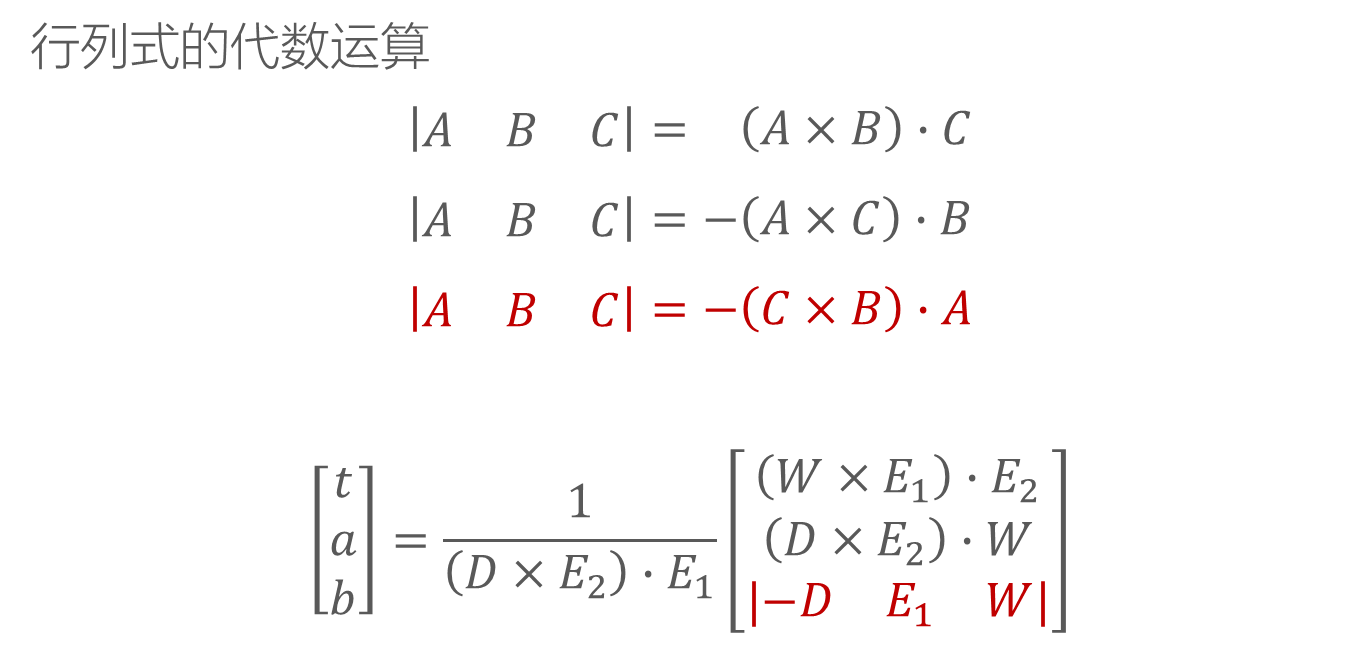 行列式的代数运算
|A B C| = (A × B) · C
|A B C| = −(A × C) · B
|A B C| = −(C × B) · A
[t a b] = 1 / ((D × E₂) · E₁) [(W × E₁) · E₂
(D × E₂) · W
|−D E₁ W|]